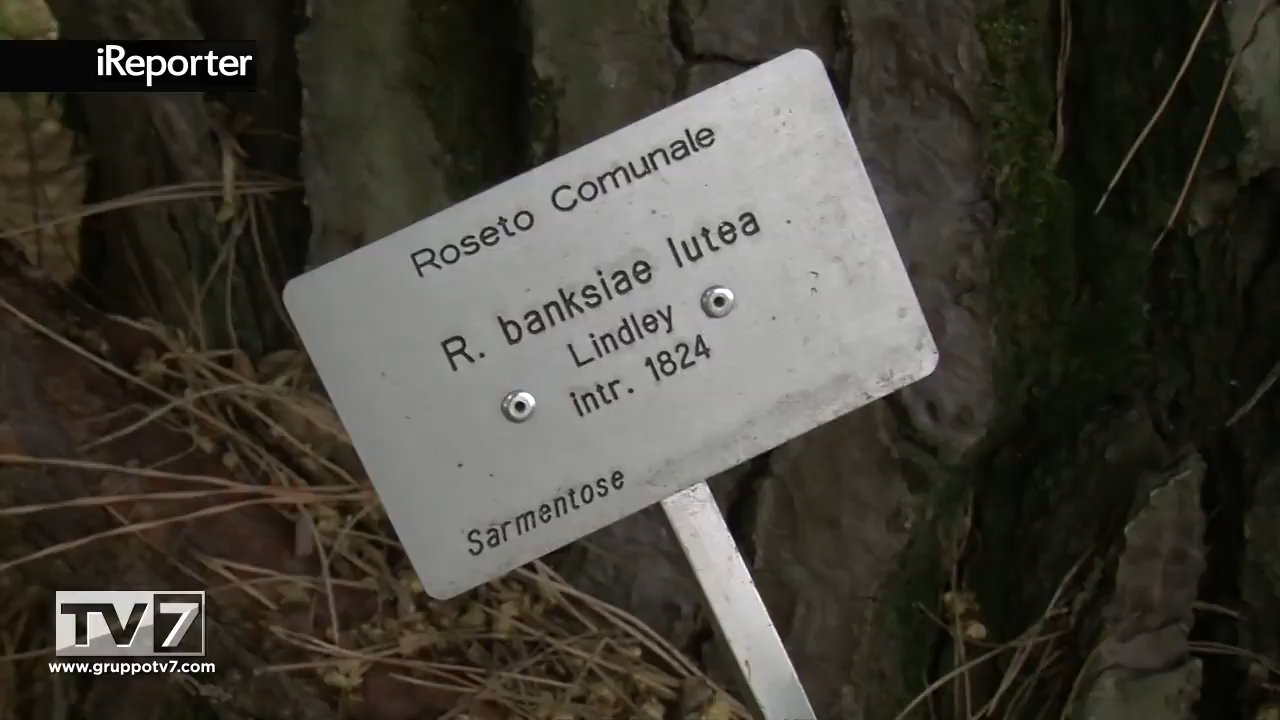 iReporter
Roseto Comunale
R. banksiae lutea
Lindley
intr. 1824
Sarmentose
TV7
www.gruppotv7.com